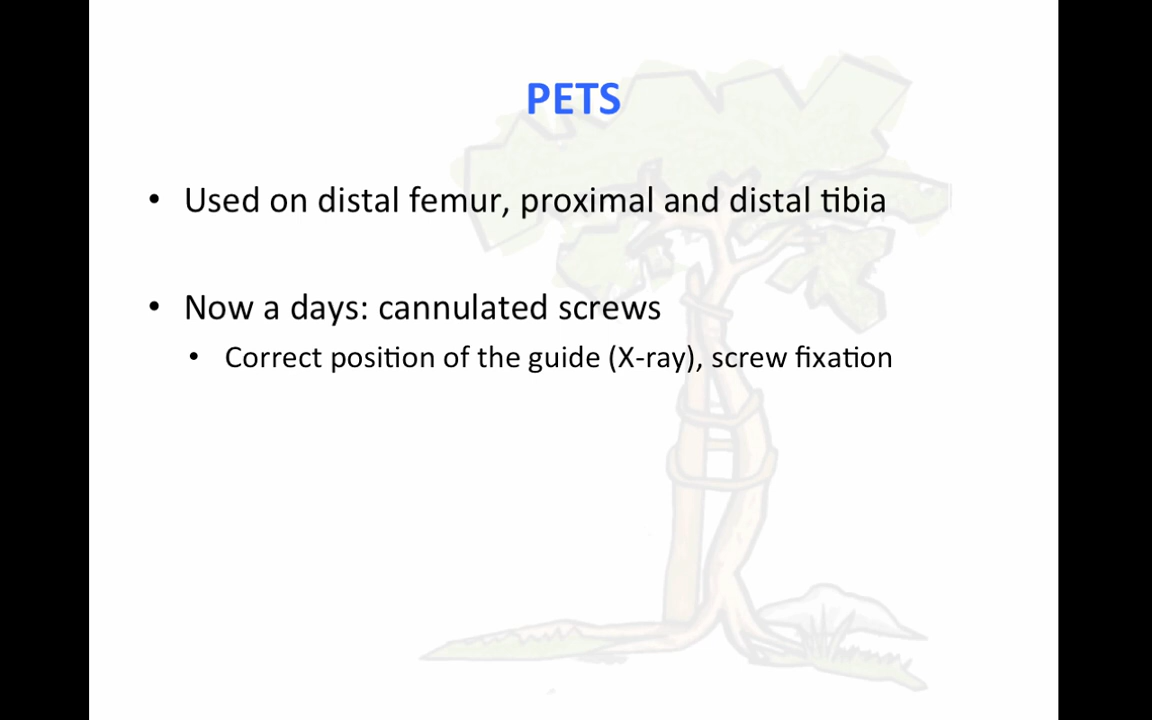 PETS
• Used on distal femur, proximal and distal tibia
• Now a days: cannulated screws
• Correct position of the guide (X-ray), screw fixation